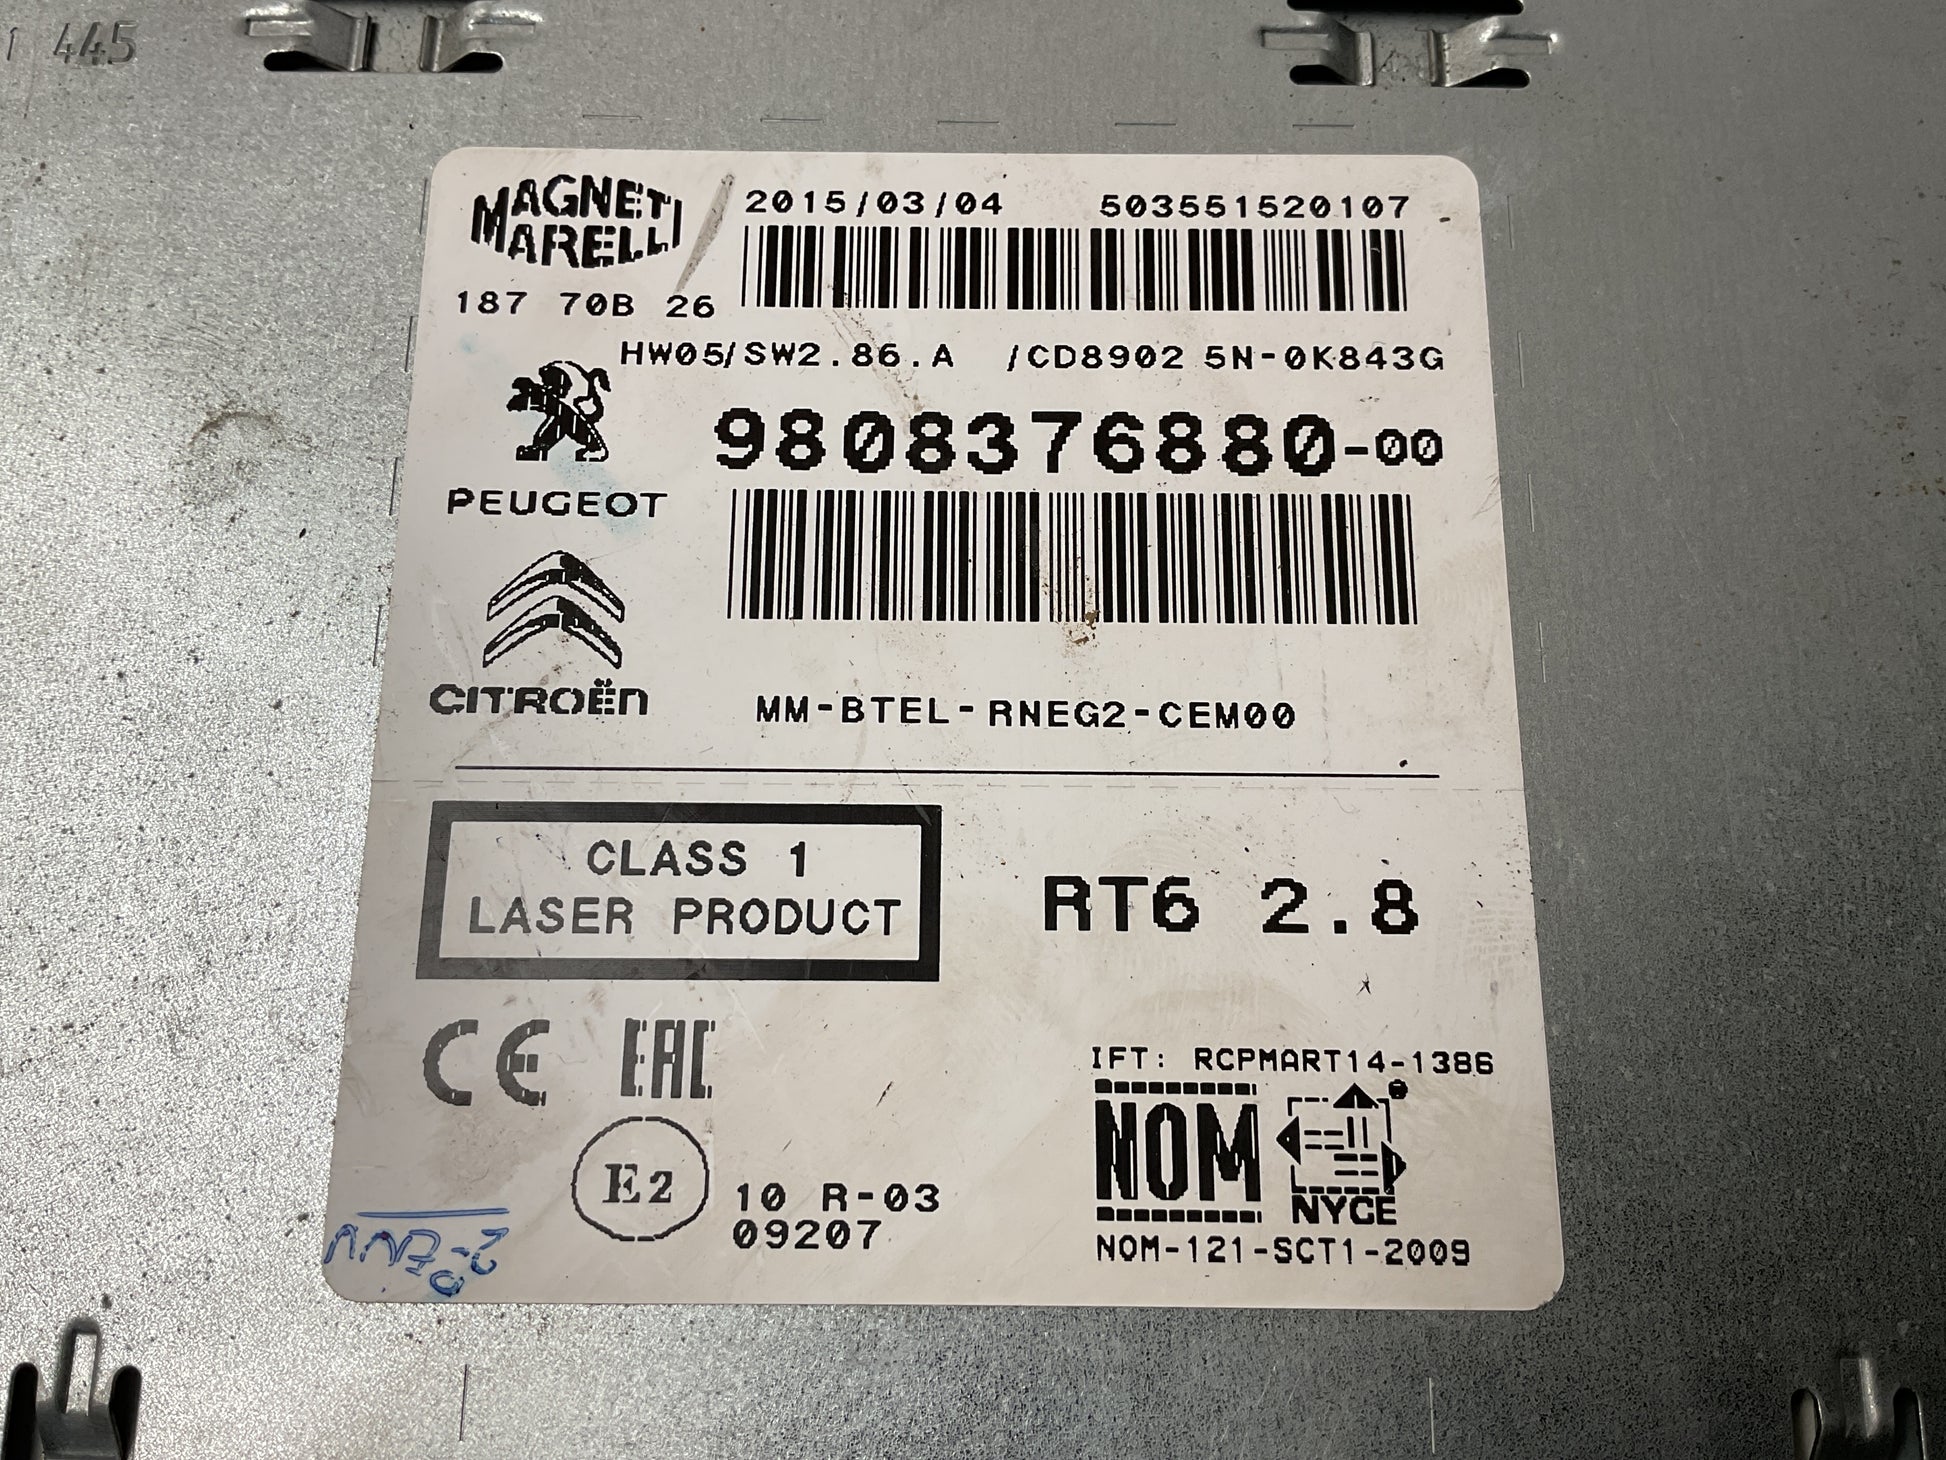 445
MAGNETI
MARELLI
2015/03/04 503551520107
187 70B 26
HW05/SW2.86.A /CD8902 5N-0K843G
9808376880-00
PEUGEOT
CITROËN
MM-BTEL-RNEG2-CEM00
CLASS 1
LASER PRODUCT
RT6 2.8
CE EAC
IFT: RCPMART14-1386
NOM
NYCE
E2
10 R-03
09207
NOM-121-SCT1-2009